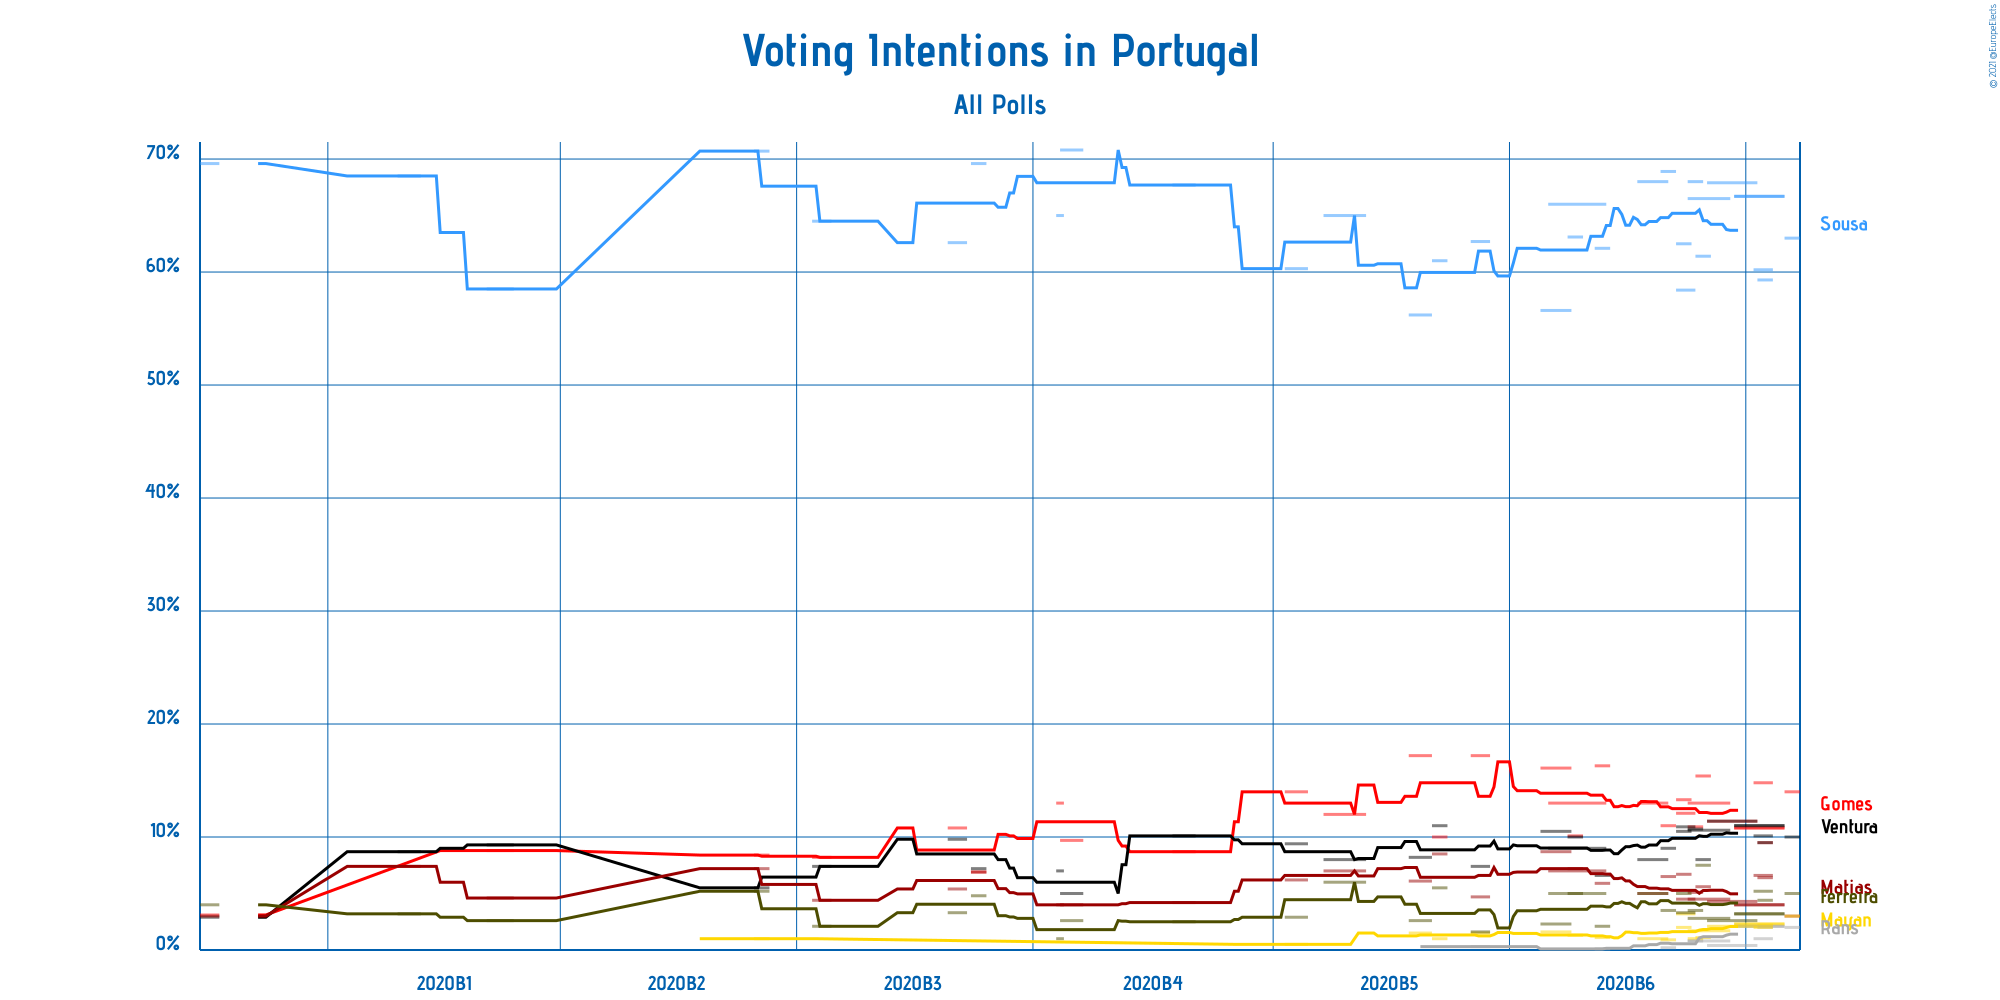 © 2021 @EuropeElects
Voting Intentions in Portugal
All Polls
70%
60%
50%
40%
30%
20%
10%
0%
Sousa
Gomes
Ventura
Matias
Ferreira
Mayan
Rans
2020B1 2020B2 2020B3 2020B4 2020B5 2020B6